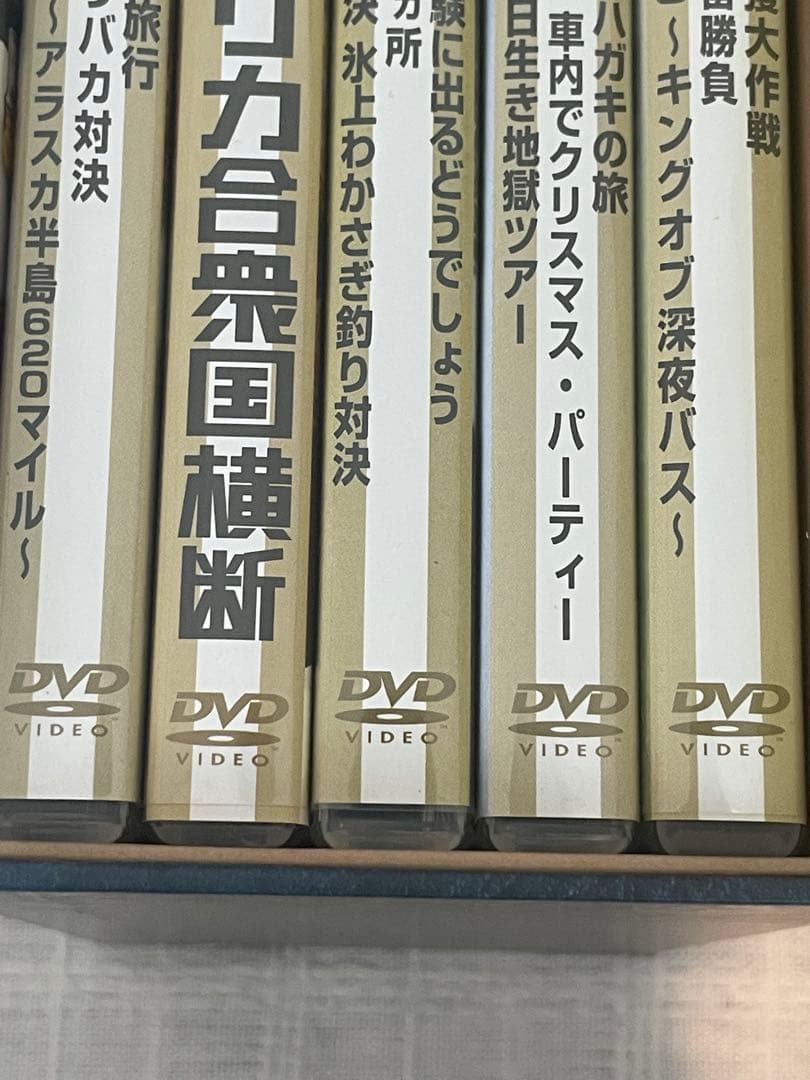 旅行
りバカ対決
～アラスカ半島620マイル～
DVD
VIDEO
リカ合衆国横断
DVD
VIDEO
験に出るどうでしょう
カ所
決 氷上わかさぎ釣り対決
DVD
VIDEO
ハガキの旅
車内でクリスマス・パーティー
日生き地獄ツアー
DVD
VIDEO
大作戦
勝負
～キングオブ深夜バス～
DVD
VIDEO